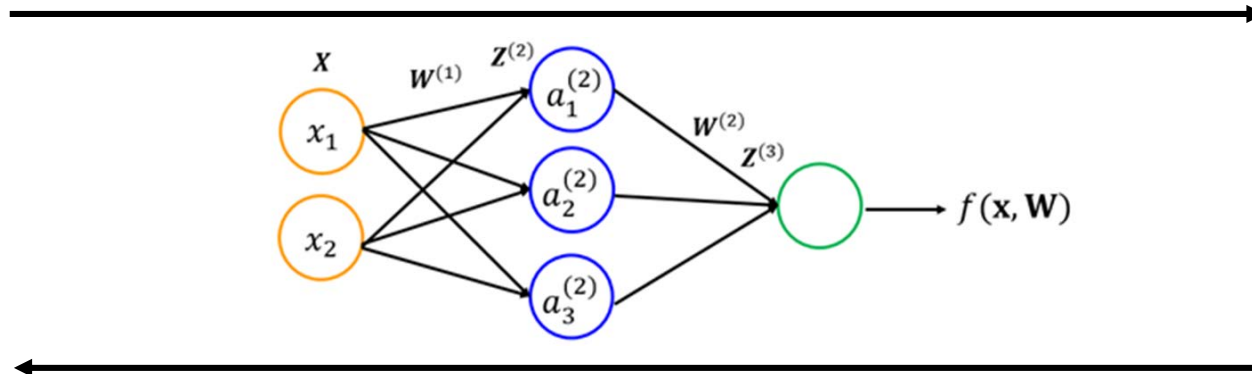 X
W^(1)
Z^(2)
x_1
x_2
a_1^(2)
a_2^(2)
a_3^(2)
W^(2)
Z^(3)
f(x, W)